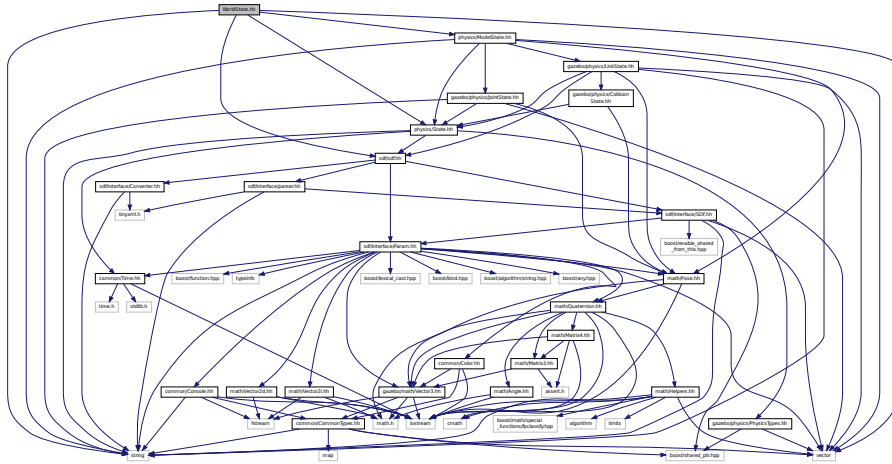 WorldState.hh
physics/ModelState.hh
gazebo/physics/LinkState.hh
gazebo/physics/JointState.hh
gazebo/physics/Collision
State.hh
physics/State.hh
sdf/sdf.hh
sdf/interface/Converter.hh
sdf/interface/parser.hh
tinyxml.h
sdf/interface/SDF.hh
boost/enable_shared
_from_this.hpp
sdf/interface/Param.hh
common/Time.hh
boost/function.hpp
typeinfo
boost/lexical_cast.hpp
boost/bind.hpp
boost/algorithm/string.hpp
boost/any.hpp
math/Pose.hh
time.h
stdlib.h
math/Quaternion.hh
math/Matrix4.hh
common/Color.hh
math/Matrix3.hh
common/Console.hh
math/Vector2d.hh
math/Vector2i.hh
gazebo/math/Vector3.hh
math/Angle.hh
assert.h
math/Helpers.hh
fstream
common/CommonTypes.hh
math.h
iostream
cmath
boost/math/special
_functions/fpclassify.hpp
algorithm
limits
gazebo/physics/PhysicsTypes.hh
string
map
boost/shared_ptr.hpp
vector